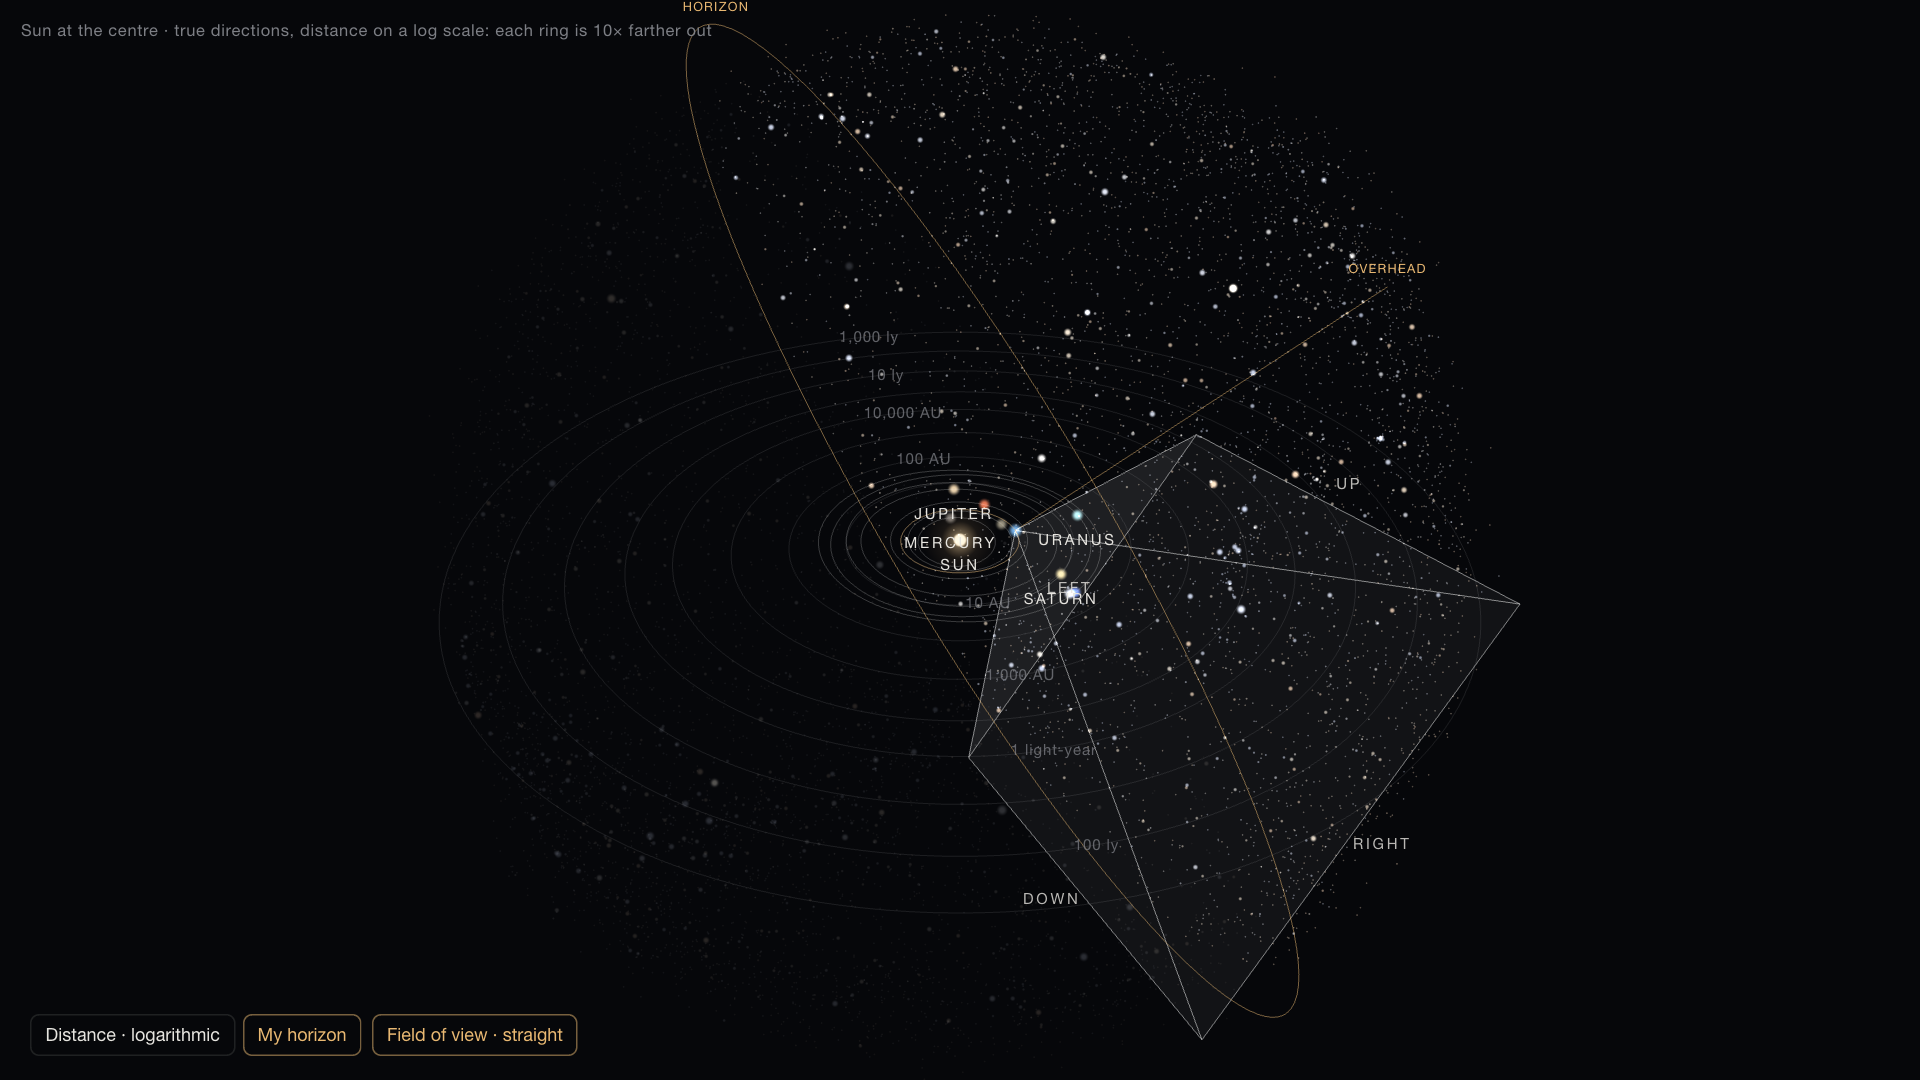 HORIZON
Sun at the centre · true directions, distance on a log scale: each ring is 10× farther out
OVERHEAD
1,000 ly
10 ly
10,000 AU
100 AU
UP
JUPITER
URANUS
MERCURY
SUN
LEFT
SATURN
10 AU
1,000 AU
1 light-year
100 ly
RIGHT
DOWN
Distance · logarithmic
My horizon
Field of view · straight